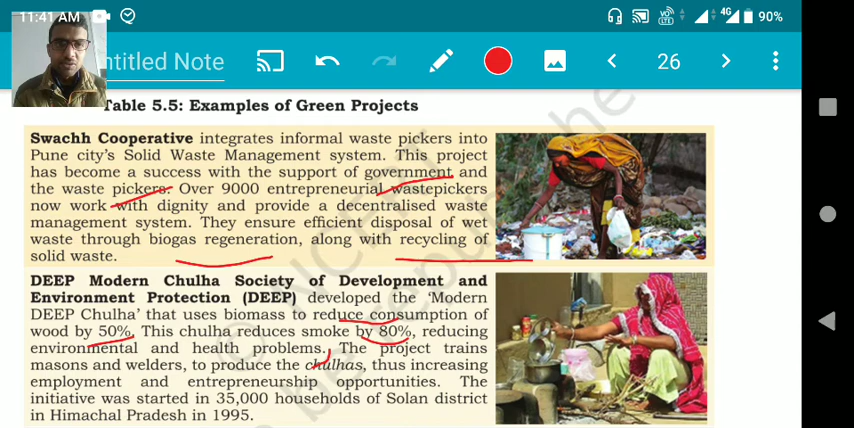 11:41 AM
VO LTE 4G 90%
ntitled Note
26
Table 5.5: Examples of Green Projects
Swachh Cooperative integrates informal waste pickers into
Pune city's Solid Waste Management system. This project
has become a success with the support of government and
the waste pickers. Over 9000 entrepreneurial wastepickers
now work with dignity and provide a decentralised waste
management system. They ensure efficient disposal of wet
waste through biogas regeneration, along with recycling of
solid waste.
DEEP Modern Chulha Society of Development and
Environment Protection (DEEP) developed the 'Modern
DEEP Chulha' that uses biomass to reduce consumption of
wood by 50%. This chulha reduces smoke by 80%, reducing
environmental and health problems. The project trains
masons and welders, to produce the chulhas, thus increasing
employment and entrepreneurship opportunities. The
initiative was started in 35,000 households of Solan district
in Himachal Pradesh in 1995.